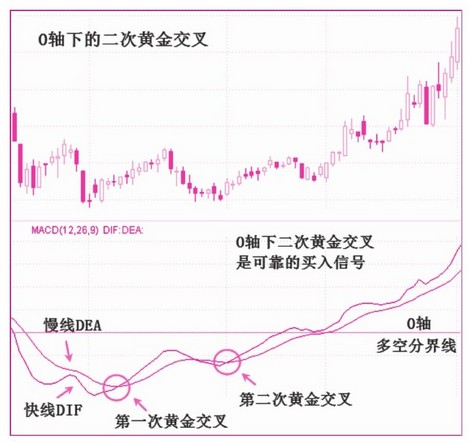 0轴下的二次黄金交叉
MACD(12,26,9) DIF:DEA:
0轴下二次黄金交叉
是可靠的买入信号
慢线DEA
0轴
多空分界线
快线DIF
第一次黄金交叉
第二次黄金交叉